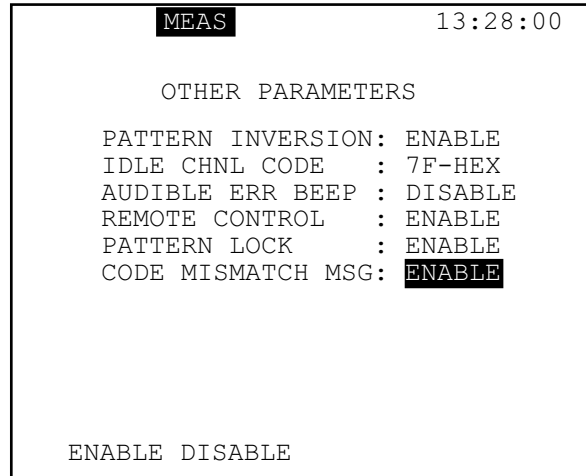 MEAS 13:28:00
OTHER PARAMETERS
PATTERN INVERSION: ENABLE
IDLE CHNL CODE : 7F-HEX
AUDIBLE ERR BEEP : DISABLE
REMOTE CONTROL : ENABLE
PATTERN LOCK : ENABLE
CODE MISMATCH MSG: ENABLE
ENABLE DISABLE